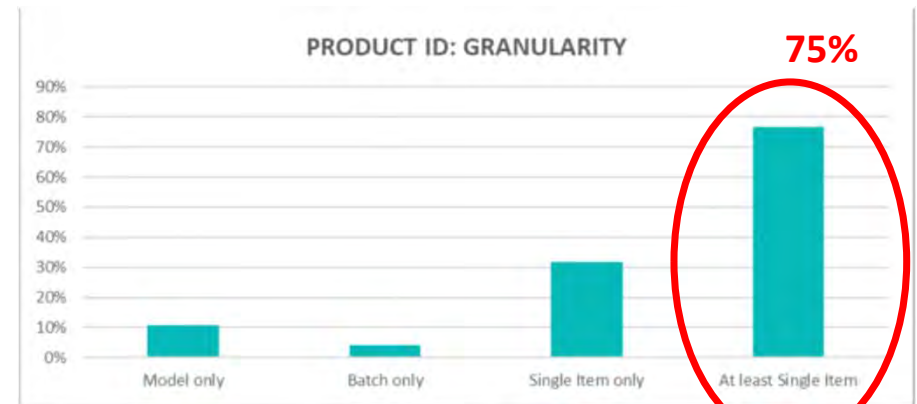 PRODUCT ID: GRANULARITY
75%
90%
80%
70%
60%
50%
40%
30%
20%
10%
0%
Model only
Batch only
Single Item only
At least Single Item